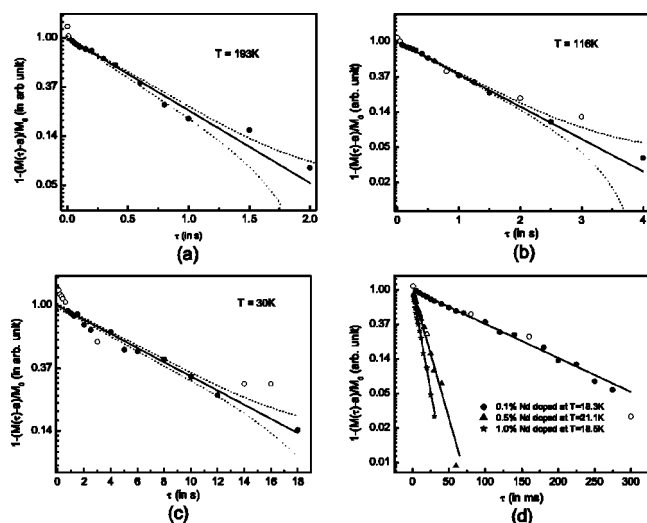 1.00
0.37
0.14
0.05
T = 193K
1-(M(τ)-a)/M0 (in arb. unit)
0.0 0.5 1.0 1.5 2.0
τ (in s)
(a)
1.00
0.37
0.14
0.05
0.02
T = 116K
1-(M(τ)-a)/M0 (arb. unit)
0 1 2 3 4
τ (in s)
(b)
1.00
0.37
0.14
T = 30K
1-(M(τ)-a)/M0 (in arb. unit)
0 2 4 6 8 10 12 14 16 18
τ (in s)
(c)
1.00
0.37
0.14
0.05
0.02
0.01
1-(M(τ)-a)/M0 (arb. unit)
0.1% Nd doped at T=18.3K
0.5% Nd doped at T=21.1K
1.0% Nd doped at T=18.5K
0 25 50 75 100 125 150 175 200 225 250 275 300
τ (in ms)
(d)